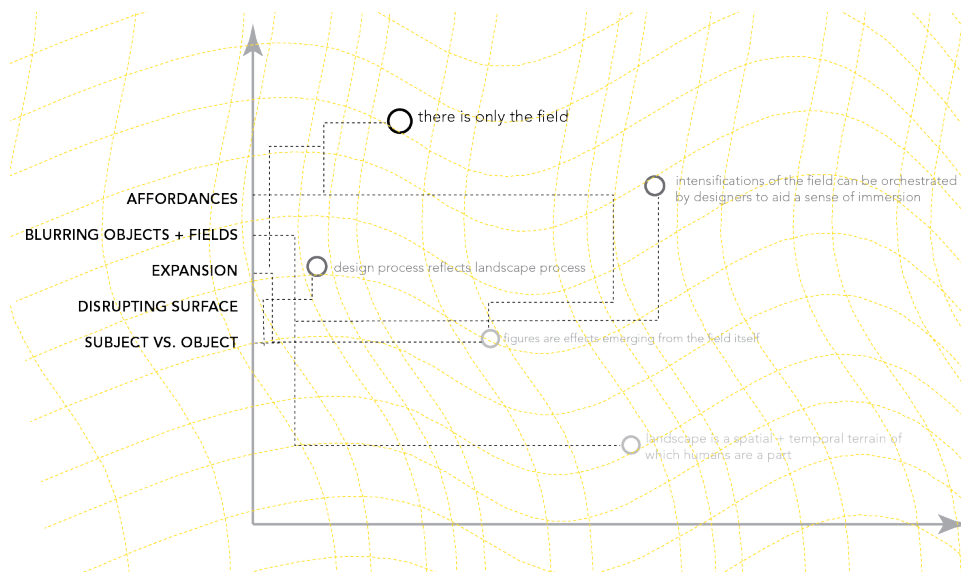 there is only the field
intensifications of the field can be orchestrated
by designers to aid a sense of immersion
AFFORDANCES
BLURRING OBJECTS + FIELDS
EXPANSION
design process reflects landscape process
DISRUPTING SURFACE
SUBJECT VS. OBJECT
figures are effects emerging from the field itself
landscape is a spatial + temporal terrain of
which humans are a part